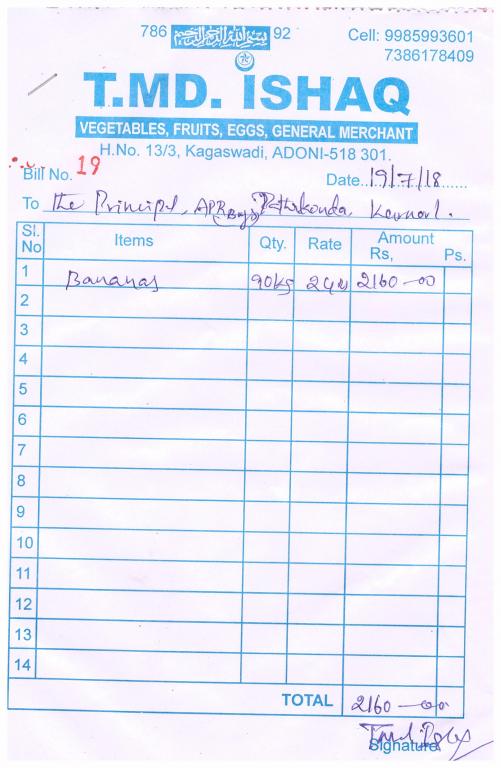 786 بسم الله الرحمن الرحيم 92
Cell: 9985993601
7386178409
T.MD. ISHAQ
VEGETABLES, FRUITS, EGGS, GENERAL MERCHANT
H.No. 13/3, Kagaswadi, ADONI-518 301.
Bill No. 19
Date. 19/7/18
To The Principal, APR (Boys) Kurnool.
Sl. No Items Qty. Rate Amount Rs, Ps.
1 Bananas 90kg 24 2160-00
2
3
4
5
6
7
8
9
10
11
12
13
14
TOTAL 2160-00
Signature